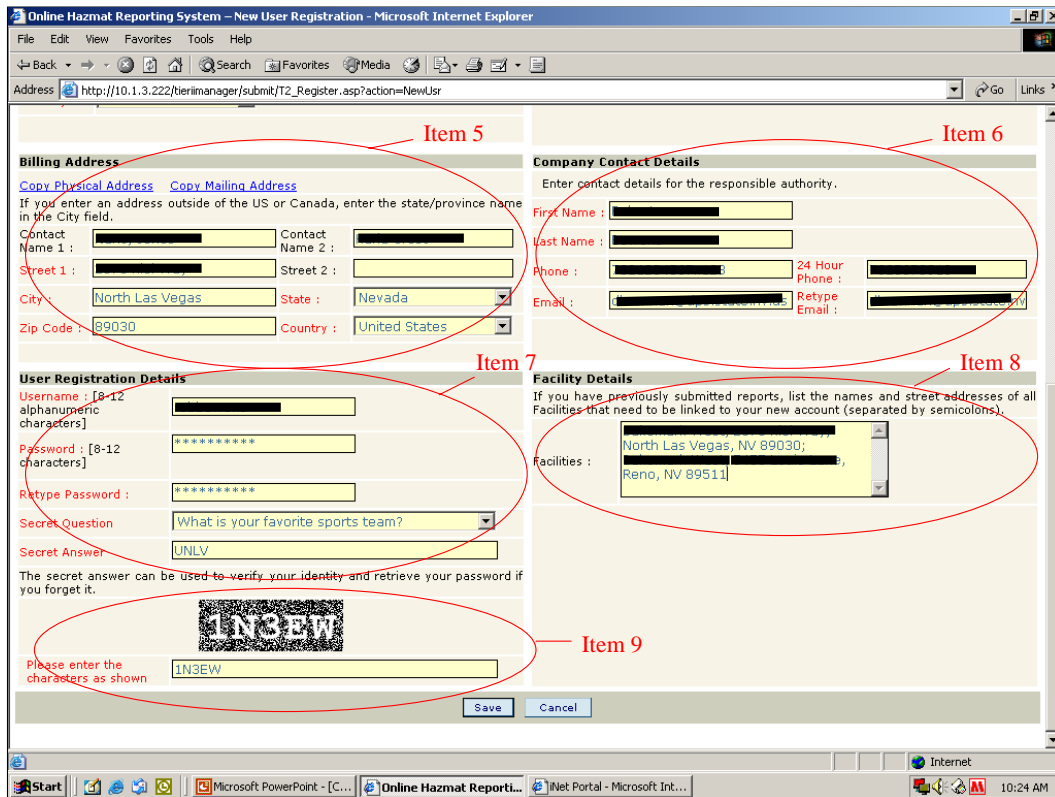 Online Hazmat Reporting System – New User Registration - Microsoft Internet Explorer
File Edit View Favorites Tools Help
Back Search Favorites Media
Address http://10.1.3.222/tieriimanager/submit/T2_Register.asp?action=NewUsr Go Links
Item 5
Item 6
Billing Address
Copy Physical Address Copy Mailing Address
If you enter an address outside of the US or Canada, enter the state/province name
in the City field.
Contact
Name 1 :
Contact
Name 2 :
Street 1 :
Street 2 :
City : North Las Vegas State : Nevada
Zip Code : 89030 Country : United States
Company Contact Details
Enter contact details for the responsible authority.
First Name :
Last Name :
Phone :
24 Hour
Phone :
Email :
Retype
Email :
Item 7
Item 8
User Registration Details
Username : [8-12
alphanumeric
characters]
Password : [8-12
characters]
**********
Retype Password : **********
Secret Question What is your favorite sports team?
Secret Answer UNLV
The secret answer can be used to verify your identity and retrieve your password if
you forget it.
1N3EW
Item 9
Please enter the
characters as shown
1N3EW
Facility Details
If you have previously submitted reports, list the names and street addresses of all
Facilities that need to be linked to your new account (separated by semicolons).
Facilities :
North Las Vegas, NV 89030;
Reno, NV 89511
Save Cancel
Internet
Start Microsoft PowerPoint - [C... Online Hazmat Reporti... iNet Portal - Microsoft Int... 10:24 AM